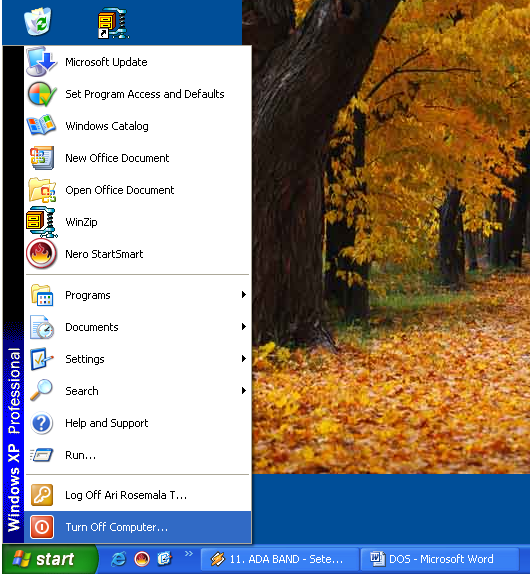 Microsoft Update
Set Program Access and Defaults
Windows Catalog
New Office Document
Open Office Document
WinZip
Nero StartSmart
Programs
Documents
Settings
Search
Help and Support
Run...
Log Off Ari Rosemala T...
Turn Off Computer...
Windows XP Professional
start
11. ADA BAND - Sete...
DOS - Microsoft Word